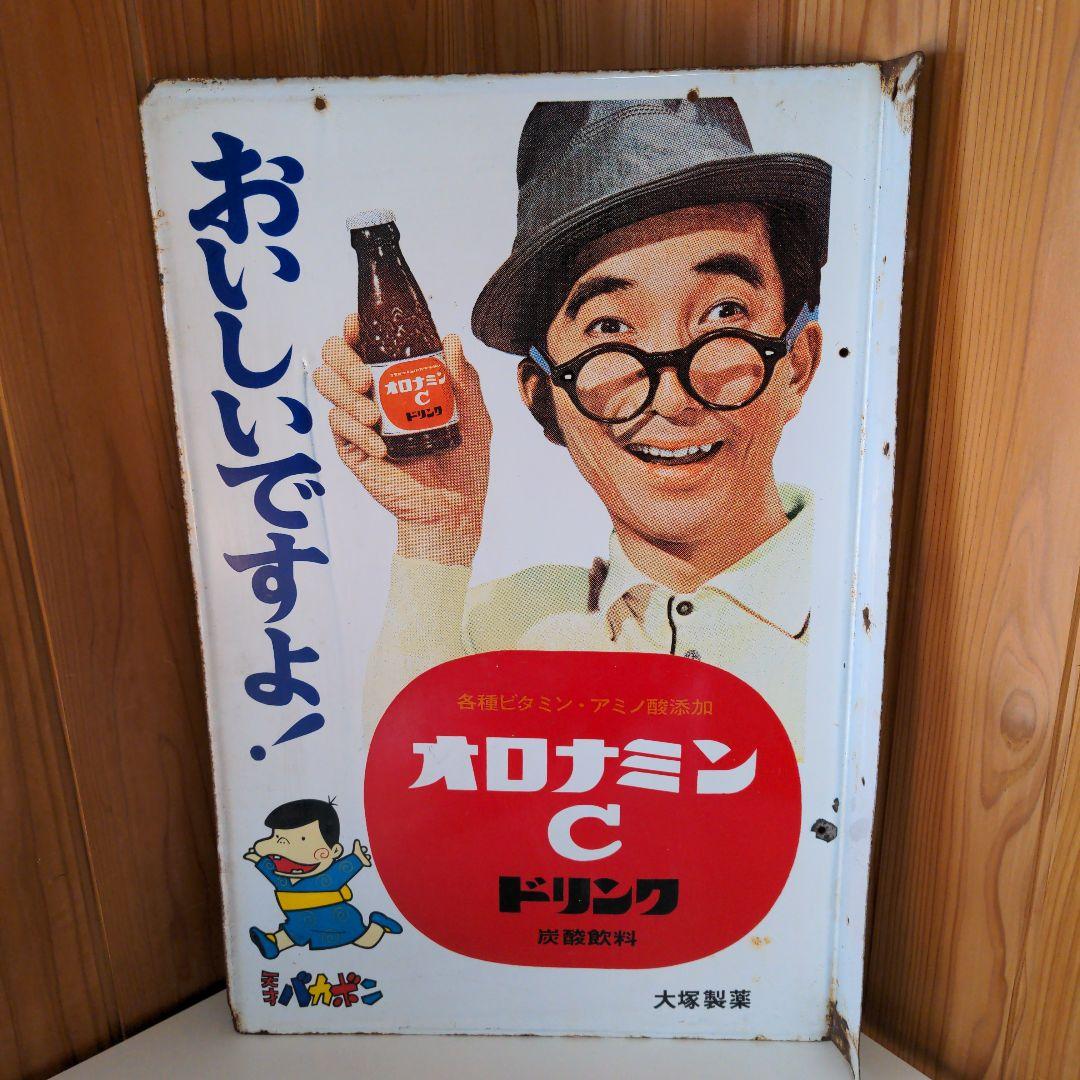 おいしいですよ!
オロナミン
C
ドリンク
各種ビタミン・アミノ酸添加
オロナミン
C
ドリンク
炭酸飲料
天才バカボン
大塚製薬